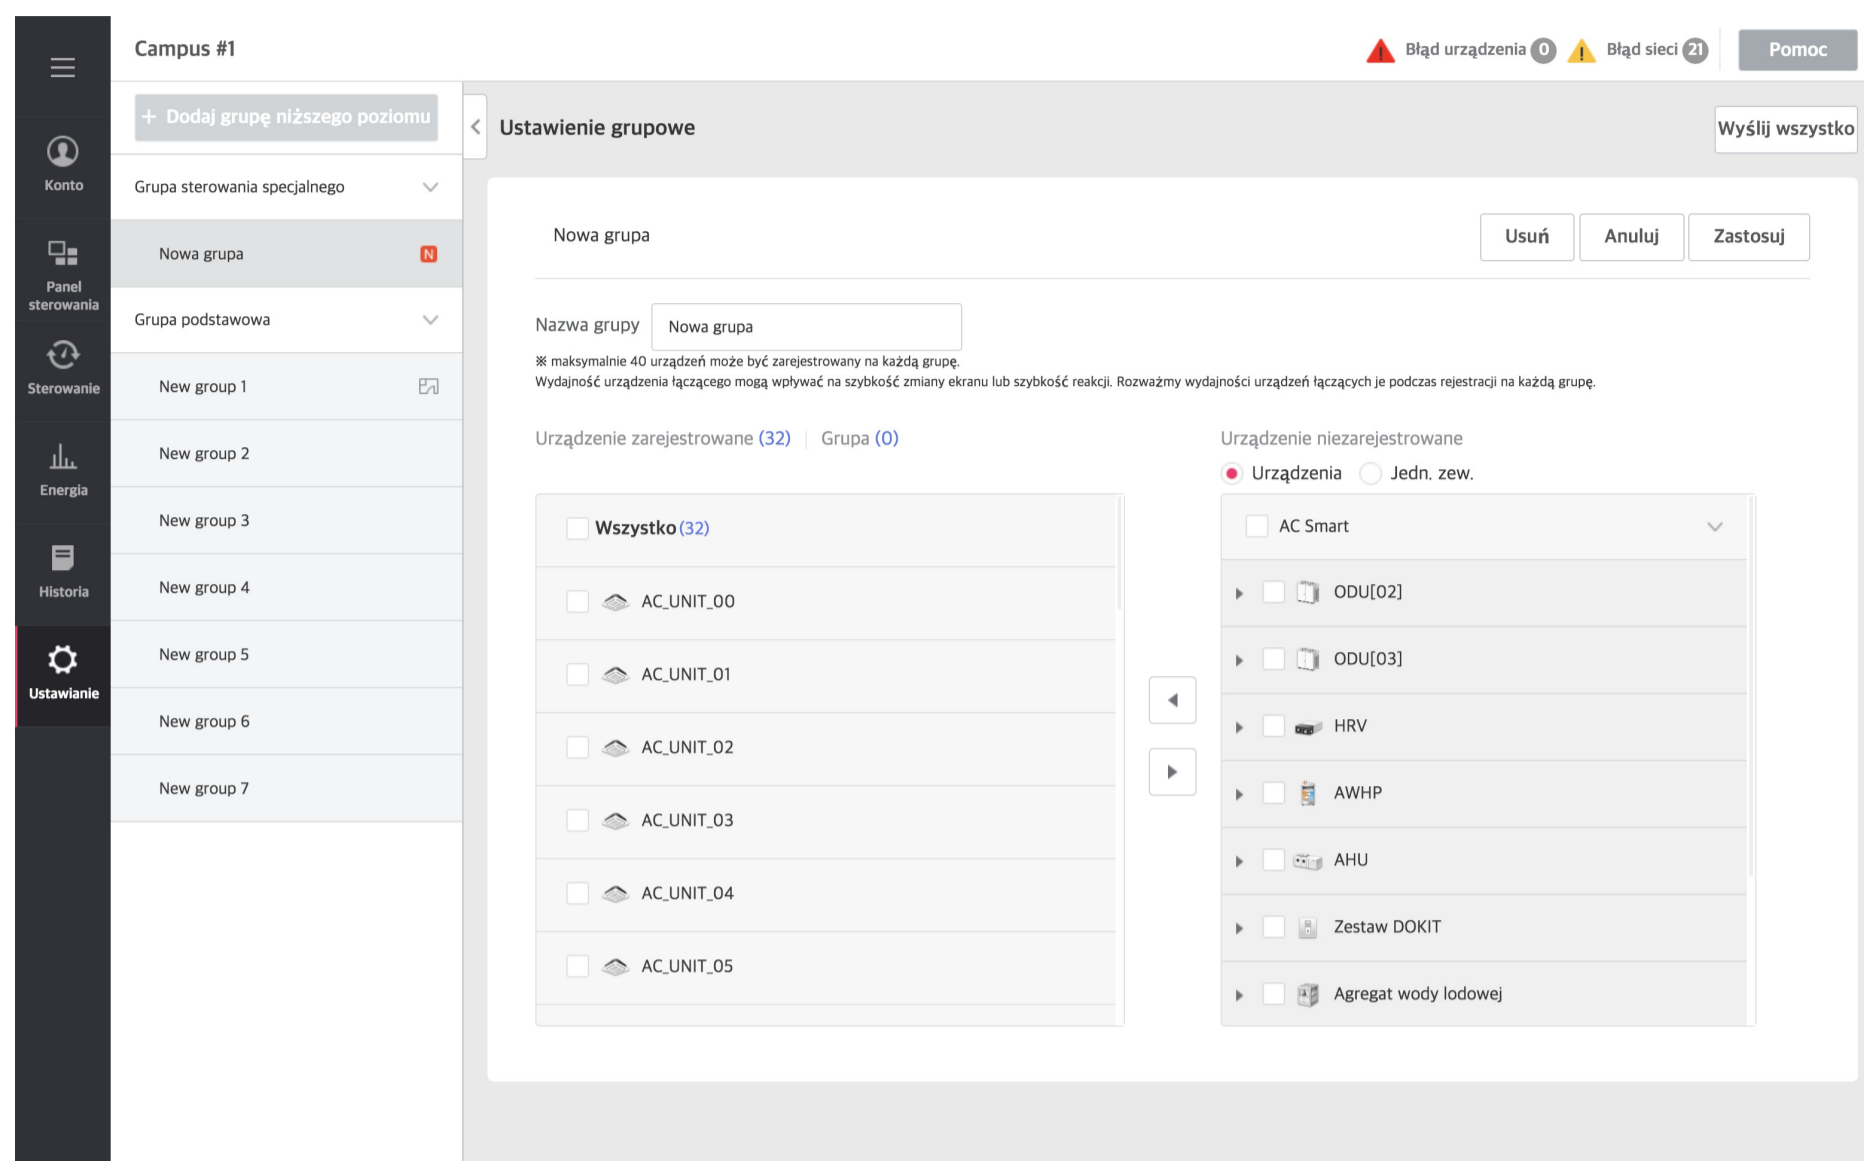 Campus #1
Błąd urządzenia 0
Błąd sieci 21
Pomoc
Konto
Panel
sterowania
Sterowanie
Energia
Historia
Ustawianie
+ Dodaj grupę niższego poziomu
Grupa sterowania specjalnego
Nowa grupa N
Grupa podstawowa
New group 1
New group 2
New group 3
New group 4
New group 5
New group 6
New group 7
Ustawienie grupowe
Wyślij wszystko
Nowa grupa
Usuń
Anuluj
Zastosuj
Nazwa grupy Nowa grupa
※ maksymalnie 40 urządzeń może być zarejestrowany na każdą grupę.
Wydajność urządzenia łączącego mogą wpływać na szybkość zmiany ekranu lub szybkość reakcji. Rozważmy wydajności urządzeń łączących je podczas rejestracji na każdą grupę.
Urządzenie zarejestrowane (32) | Grupa (0)
Wszystko (32)
AC_UNIT_00
AC_UNIT_01
AC_UNIT_02
AC_UNIT_03
AC_UNIT_04
AC_UNIT_05
Urządzenie niezarejestrowane
Urządzenia Jedn. zew.
AC Smart
ODU[02]
ODU[03]
HRV
AWHP
AHU
Zestaw DOKIT
Agregat wody lodowej